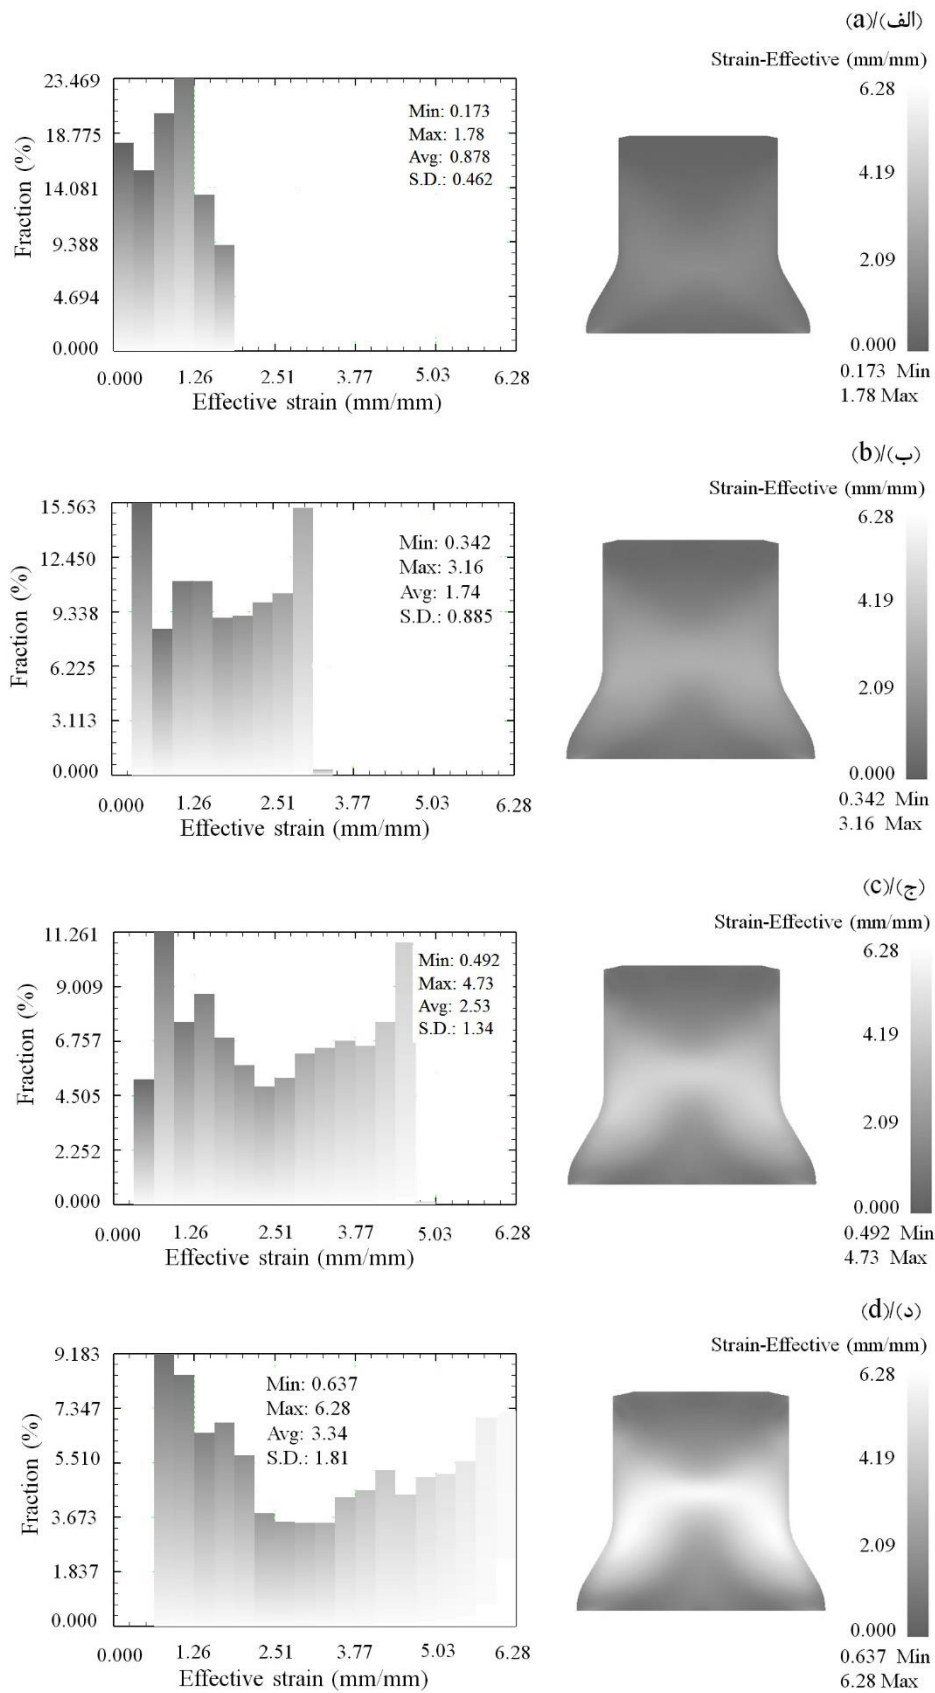 (a)/(الف)
Strain-Effective (mm/mm)
23.469
18.775
14.081
9.388
4.694
0.000
Fraction (%)
Min: 0.173
Max: 1.78
Avg: 0.878
S.D.: 0.462
0.000 1.26 2.51 3.77 5.03 6.28
Effective strain (mm/mm)
6.28
4.19
2.09
0.000
0.173 Min
1.78 Max
(b)/(ب)
Strain-Effective (mm/mm)
15.563
12.450
9.338
6.225
3.113
0.000
Fraction (%)
Min: 0.342
Max: 3.16
Avg: 1.74
S.D.: 0.885
0.000 1.26 2.51 3.77 5.03 6.28
Effective strain (mm/mm)
6.28
4.19
2.09
0.000
0.342 Min
3.16 Max
(c)/(ج)
Strain-Effective (mm/mm)
11.261
9.009
6.757
4.505
2.252
0.000
Fraction (%)
Min: 0.492
Max: 4.73
Avg: 2.53
S.D.: 1.34
0.000 1.26 2.51 3.77 5.03 6.28
Effective strain (mm/mm)
6.28
4.19
2.09
0.000
0.492 Min
4.73 Max
(d)/(د)
Strain-Effective (mm/mm)
9.183
7.347
5.510
3.673
1.837
0.000
Fraction (%)
Min: 0.637
Max: 6.28
Avg: 3.34
S.D.: 1.81
0.000 1.26 2.51 3.77 5.03 6.28
Effective strain (mm/mm)
6.28
4.19
2.09
0.000
0.637 Min
6.28 Max